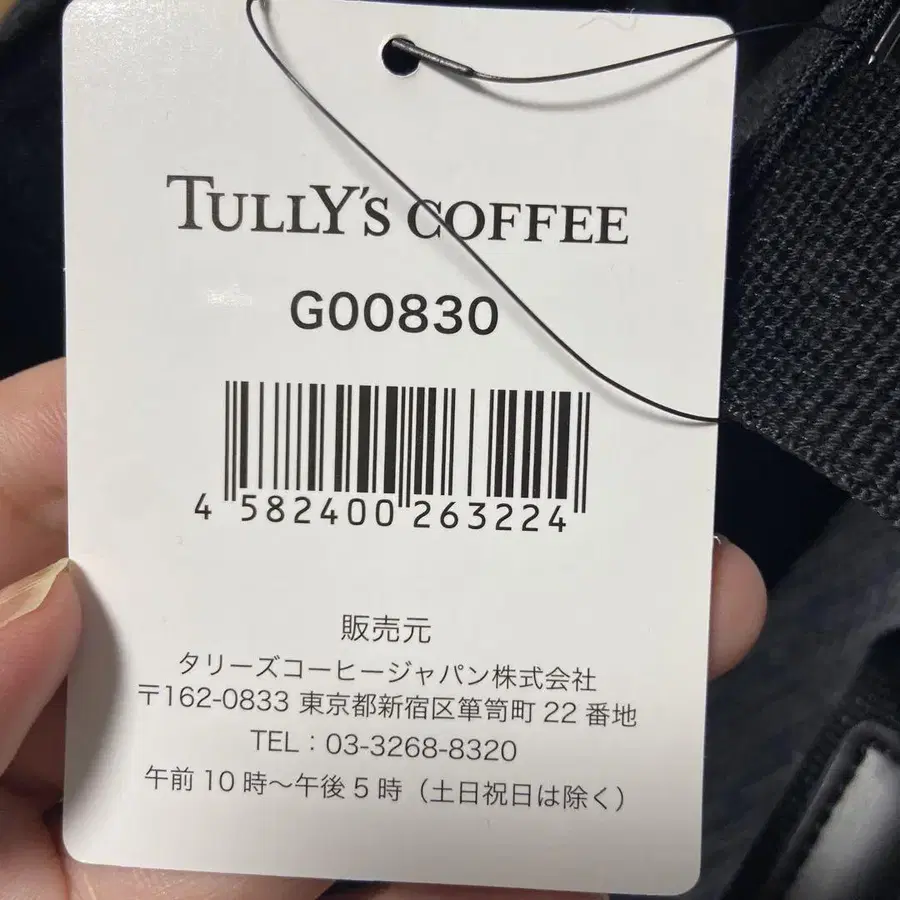 TULLY'S COFFEE
G00830
4 582400 263224
販売元
タリーズコーヒージャパン株式会社
〒162-0833 東京都新宿区箪笥町 22 番地
TEL：03-3268-8320
午前 10 時～午後 5 時（土日祝日は除く）